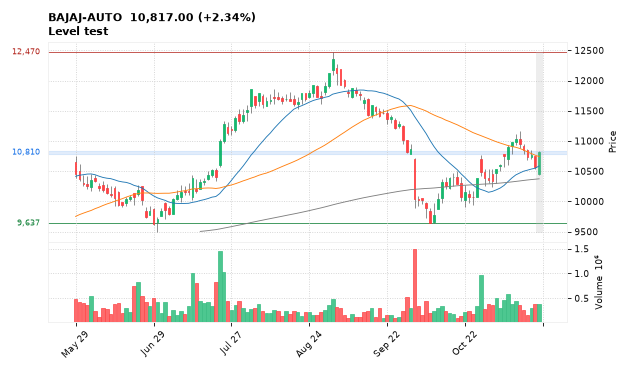 BAJAJ-AUTO 10,817.00 (+2.34%)
Level test
12,470
10,810
9,637
12500
12000
11500
11000
10500
10000
9500
Price
1.5
1.0
0.5
Volume 10⁴
May 29
Jun 29
Jul 27
Aug 24
Sep 22
Oct 22